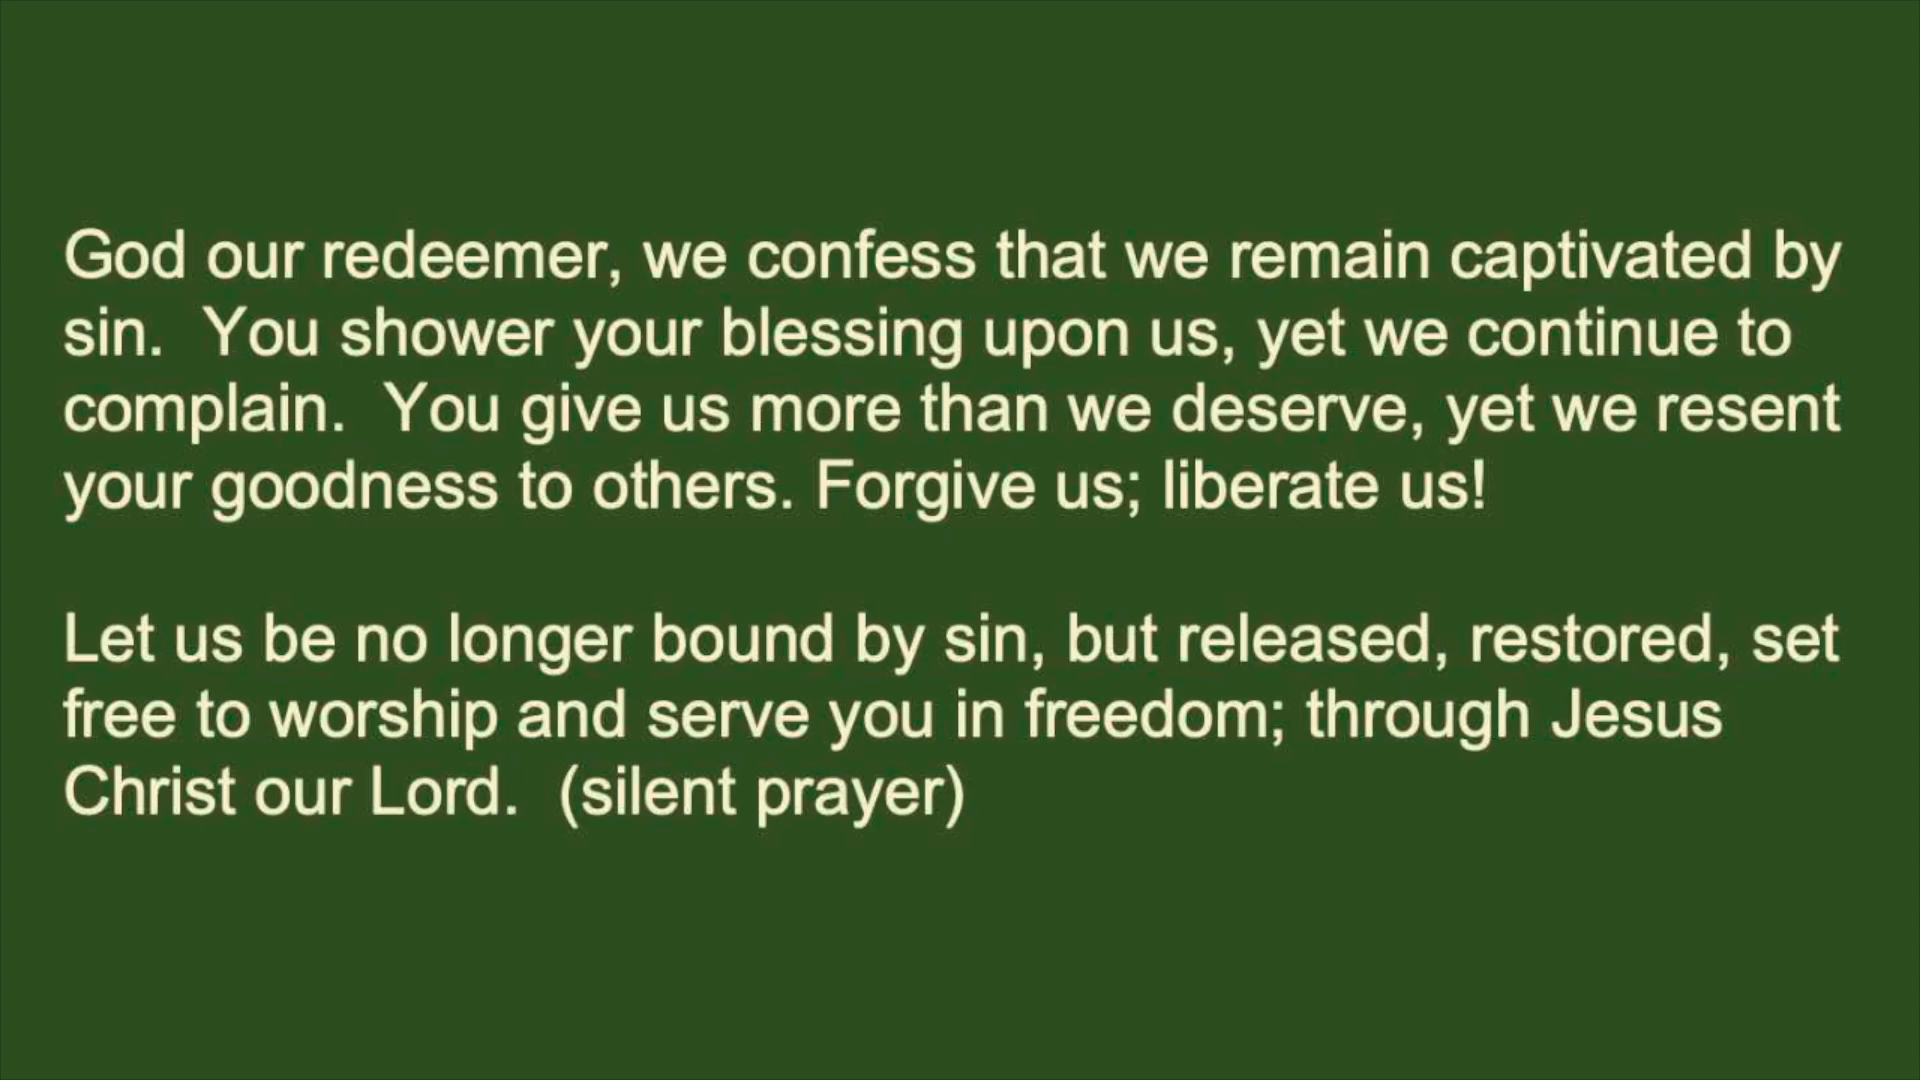 God our redeemer, we confess that we remain captivated by
sin.  You shower your blessing upon us, yet we continue to
complain.  You give us more than we deserve, yet we resent
your goodness to others. Forgive us; liberate us!
Let us be no longer bound by sin, but released, restored, set
free to worship and serve you in freedom; through Jesus
Christ our Lord.  (silent prayer)